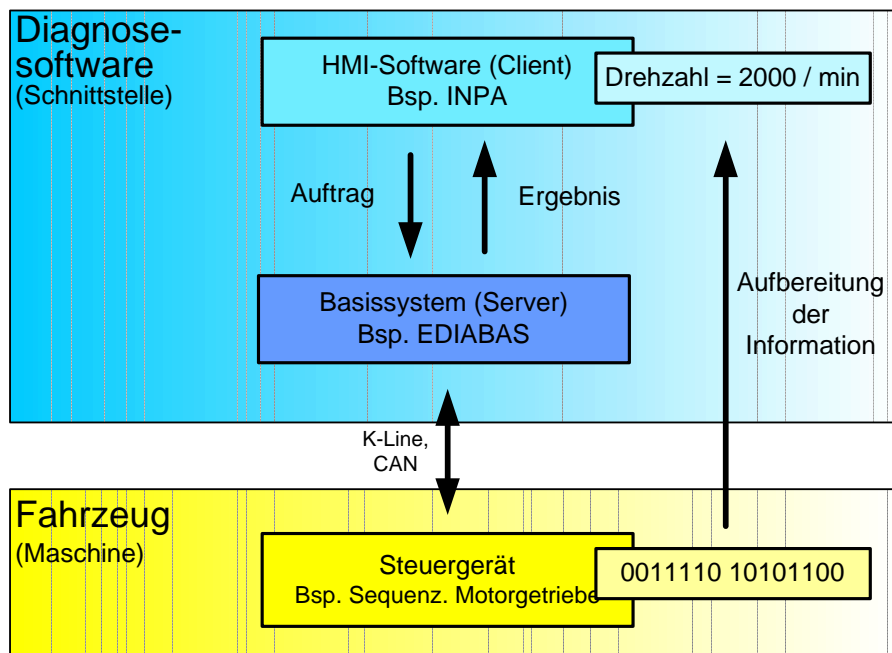 Diagnose-
software
(Schnittstelle)
HMI-Software (Client)
Bsp. INPA
Drehzahl = 2000 / min
Auftrag
Ergebnis
Basissystem (Server)
Bsp. EDIABAS
Aufbereitung
der
Information
K-Line,
CAN
Fahrzeug
(Maschine)
Steuergerät
Bsp. Sequenz. Motorgetriebe
0011110 10101100